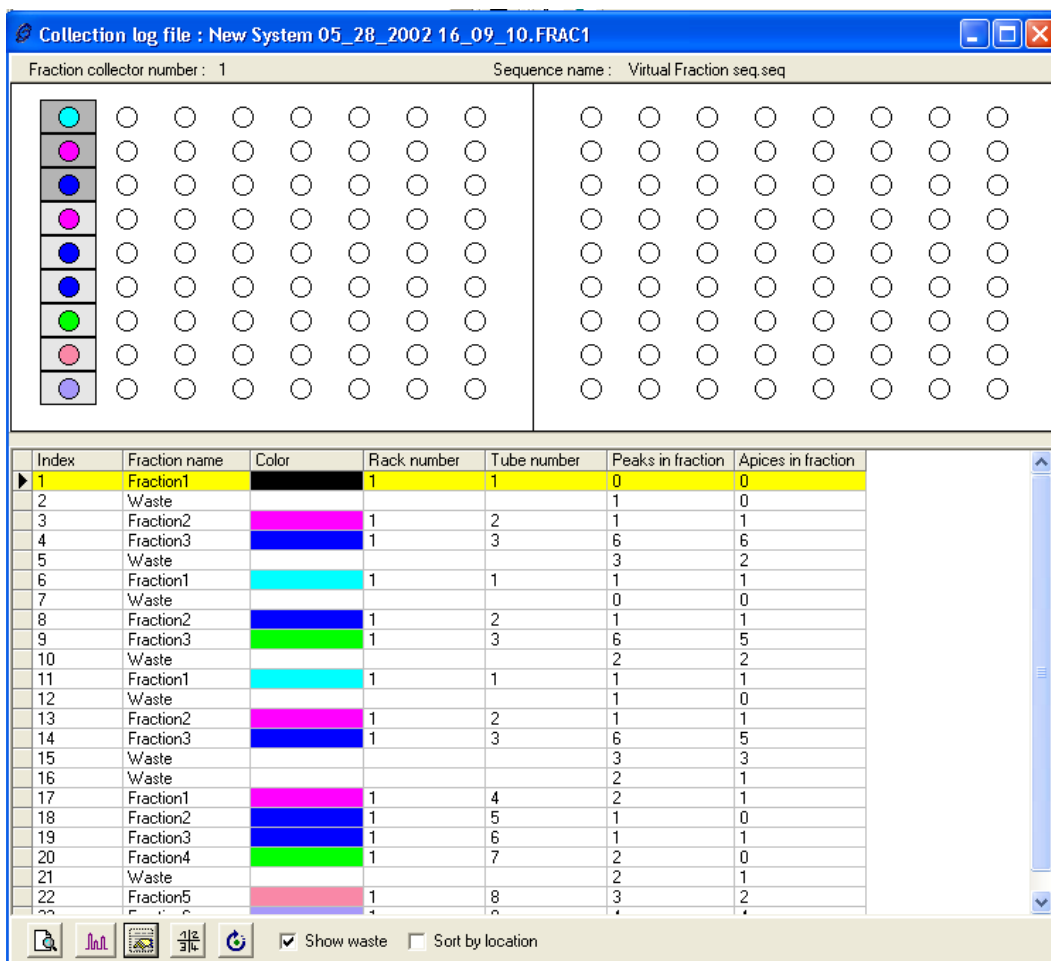 Collection log file : New System 05_28_2002 16_09_10.FRAC1
Fraction collector number : 1 Sequence name : Virtual Fraction seq.seq
Index Fraction name Color Rack number Tube number Peaks in fraction Apices in fraction
1 Fraction1 1 1 0 0
2 Waste 1 0
3 Fraction2 1 2 1 1
4 Fraction3 1 3 6 6
5 Waste 3 2
6 Fraction1 1 1 1 1
7 Waste 0 0
8 Fraction2 1 2 1 1
9 Fraction3 1 3 6 5
10 Waste 2 2
11 Fraction1 1 1 1 1
12 Waste 1 0
13 Fraction2 1 2 1 1
14 Fraction3 1 3 6 5
15 Waste 3 3
16 Waste 2 1
17 Fraction1 1 4 2 1
18 Fraction2 1 5 1 0
19 Fraction3 1 6 1 1
20 Fraction4 1 7 2 0
21 Waste 2 1
22 Fraction5 1 8 3 2
1 2
3 4
Show waste Sort by location